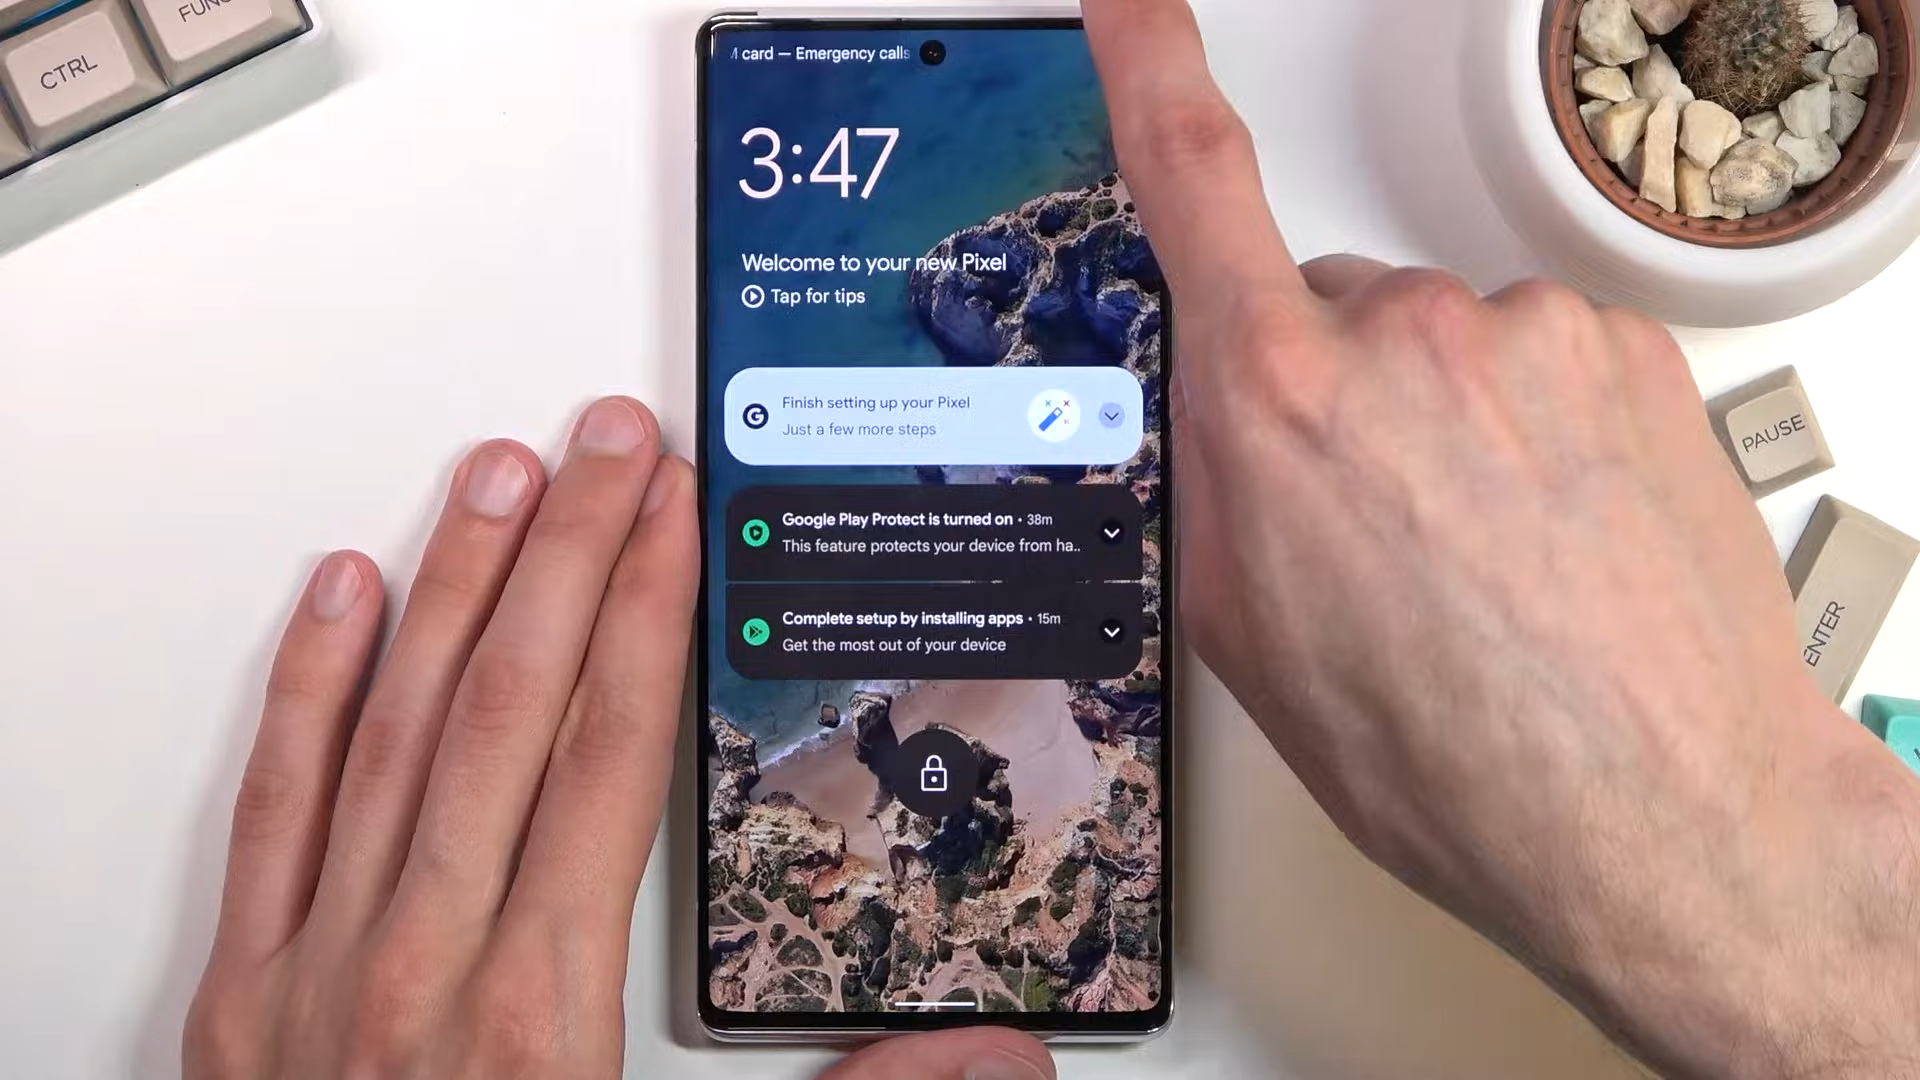 CTRL
FUNC
card — Emergency calls
3:47
Welcome to your new Pixel
Tap for tips
Finish setting up your Pixel
Just a few more steps
Google Play Protect is turned on • 38m
This feature protects your device from ha..
Complete setup by installing apps • 15m
Get the most out of your device
PAUSE
ENTER